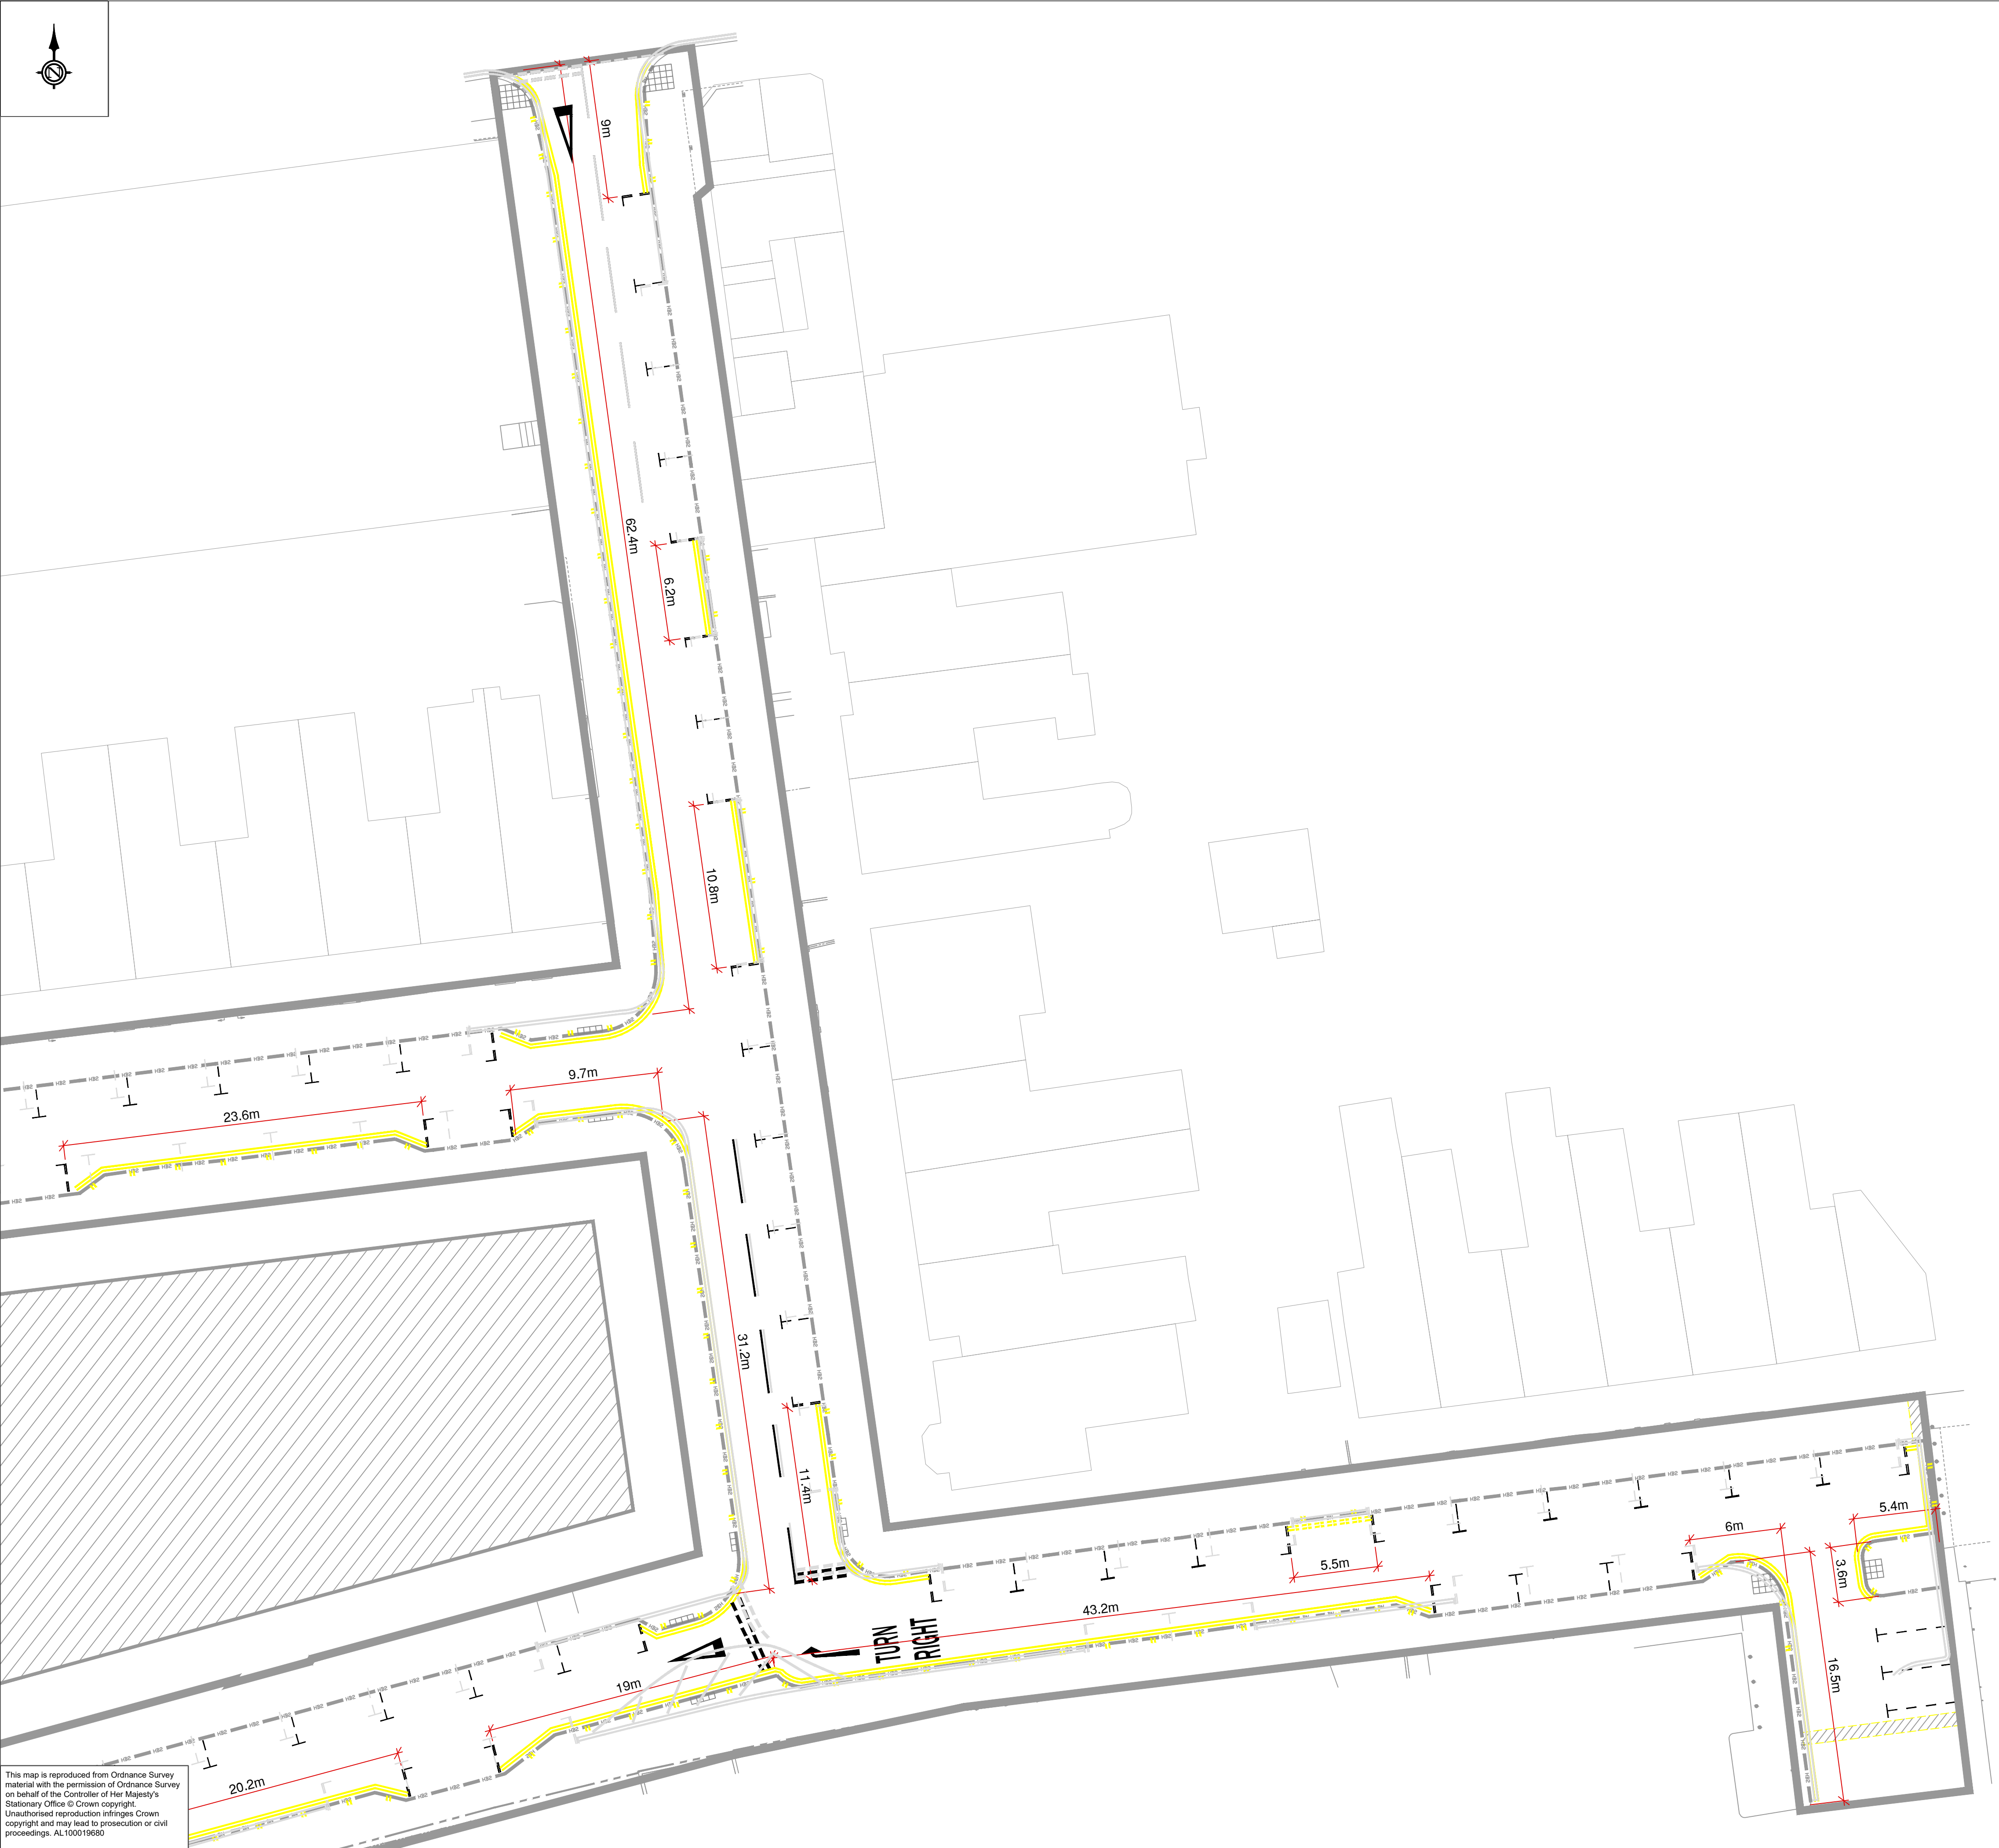 N
9m
62.4m
6.2m
10.8m
9.7m
23.6m
31.2m
11.4m
5.4m
6m
3.6m
5.5m
43.2m
TURN
RIGHT
16.5m
19m
20.2m
This map is reproduced from Ordnance Survey
material with the permission of Ordnance Survey
on behalf of the Controller of Her Majesty's
Stationary Office © Crown copyright.
Unauthorised reproduction infringes Crown
copyright and may lead to prosecution or civil
proceedings. AL100019680